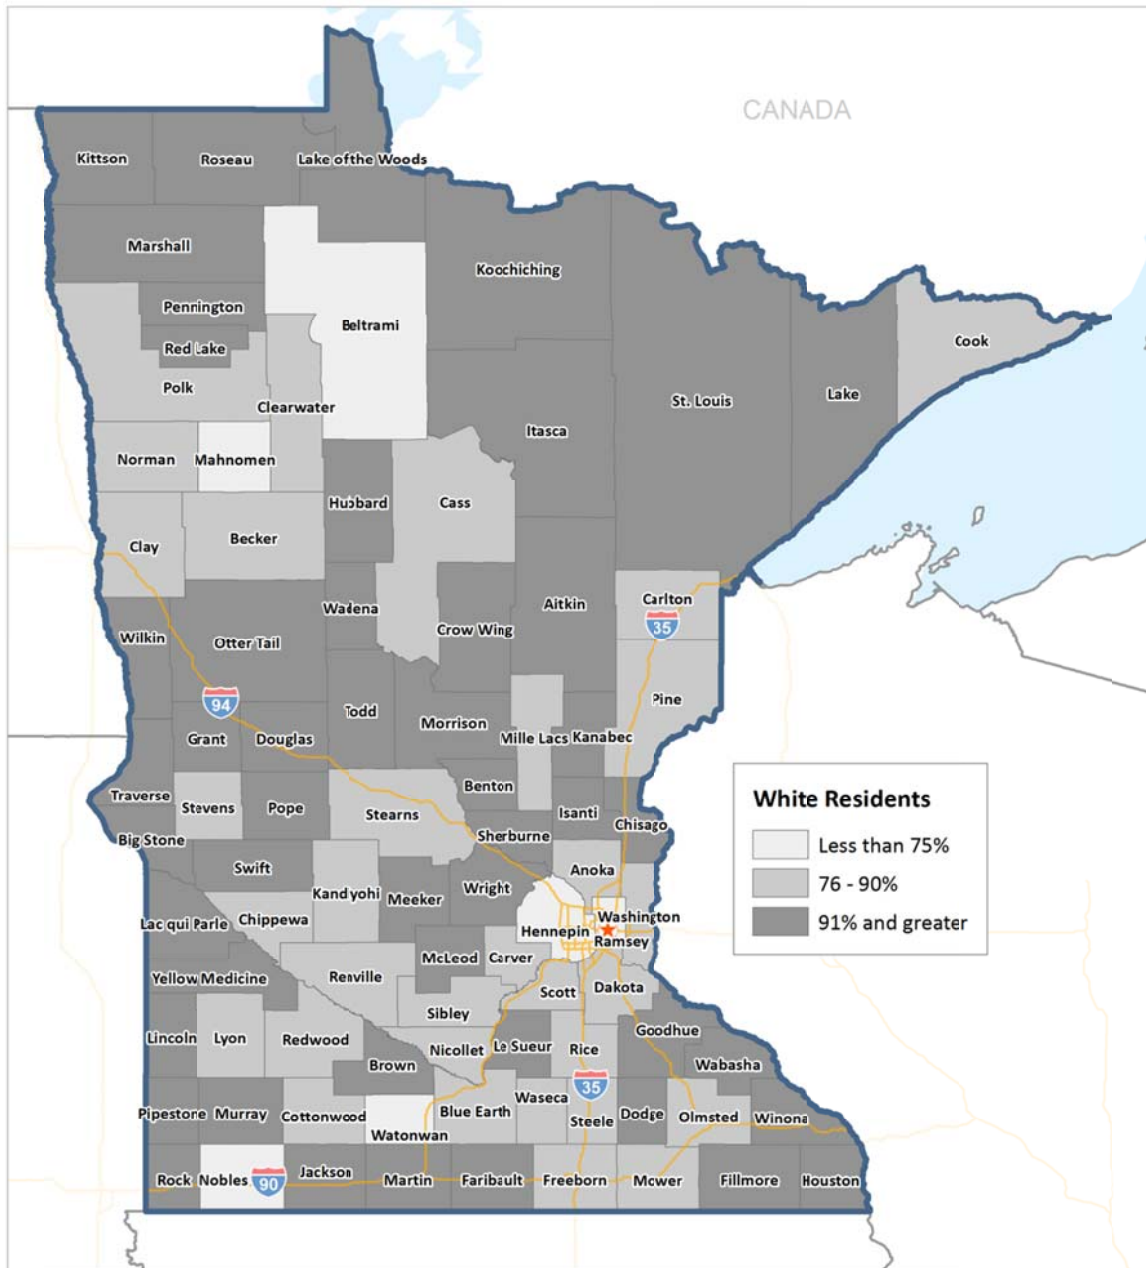 CANADA
Kittson
Roseau
Lake of the Woods
Marshall
Koochiching
Pennington
Beltrami
Red Lake
Cook
Polk
Lake
St. Louis
Clearwater
Itasca
Norman
Mahnomen
Hubbard
Cass
Becker
Clay
Carlton
Aitkin
Wadena
35
Crow Wing
Wilkin
Otter Tail
Pine
94
Todd
Morrison
Grant
Douglas
Mille Lacs
Kanabec
Benton
Traverse
Stevens
Pope
Stearns
Isanti
White Residents
Chisago
Big Stone
Sherburne
Less than 75%
Swift
Anoka
76 - 90%
Kandiyohi
Wright
Meeker
Lac qui Parle
Chippewa
Washington
91% and greater
Hennepin
Ramsey
McLeod
Carver
Yellow Medicine
Renville
Scott
Dakota
Sibley
Goodhue
Lincoln
Lyon
Redwood
Nicollet
Le Sueur
Rice
Brown
Wabasha
35
Waseca
Pipestone
Murray
Cottonwood
Blue Earth
Steele
Dodge
Olmsted
Winona
Watonwan
Rock
Nobles
90
Jackson
Martin
Faribault
Freeborn
Mower
Fillmore
Houston